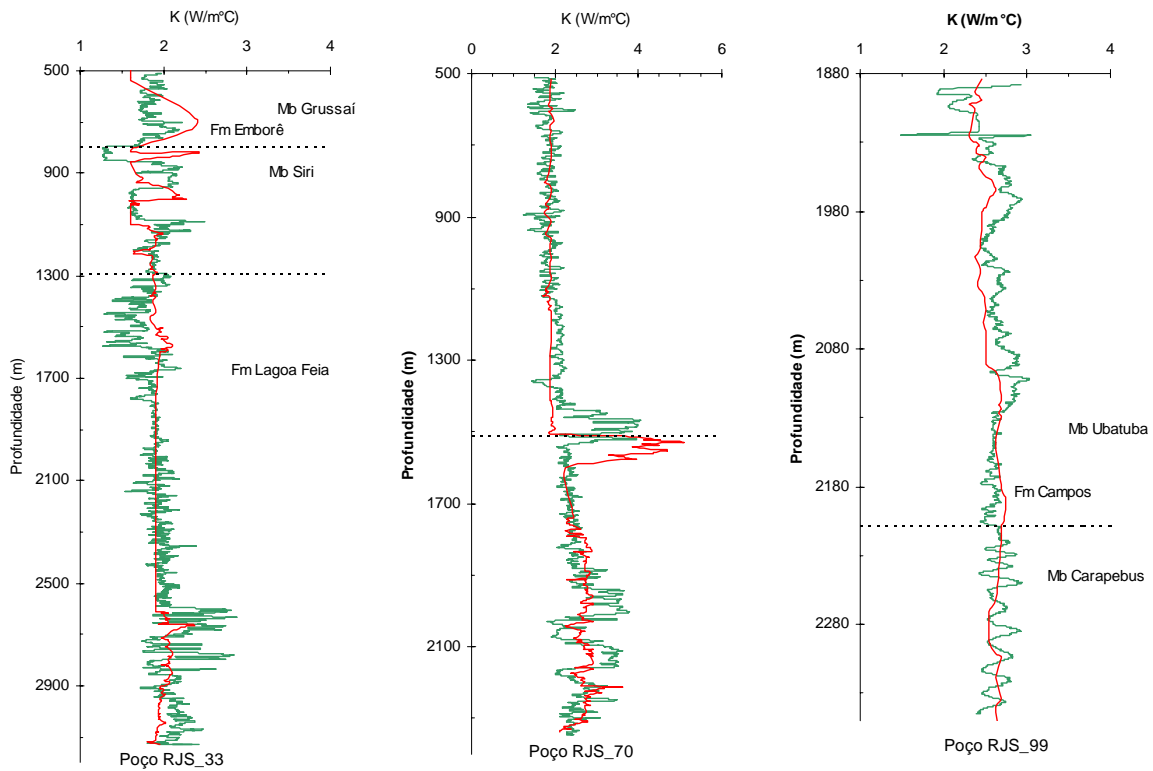 K (W/mºC)
1 2 3 4
500
900
1300
1700
2100
2500
2900
Profundidade (m)
Mb Grussaí
Fm Emborê
Mb Siri
Fm Lagoa Feia
Poço RJS_33
K (W/mºC)
0 2 4 6
500
900
1300
1700
2100
Profundidade (m)
Poço RJS_70
K (W/m °C)
1 2 3 4
1880
1980
2080
2180
2280
Profundidade (m)
Mb Ubatuba
Fm Campos
Mb Carapebus
Poço RJS_99